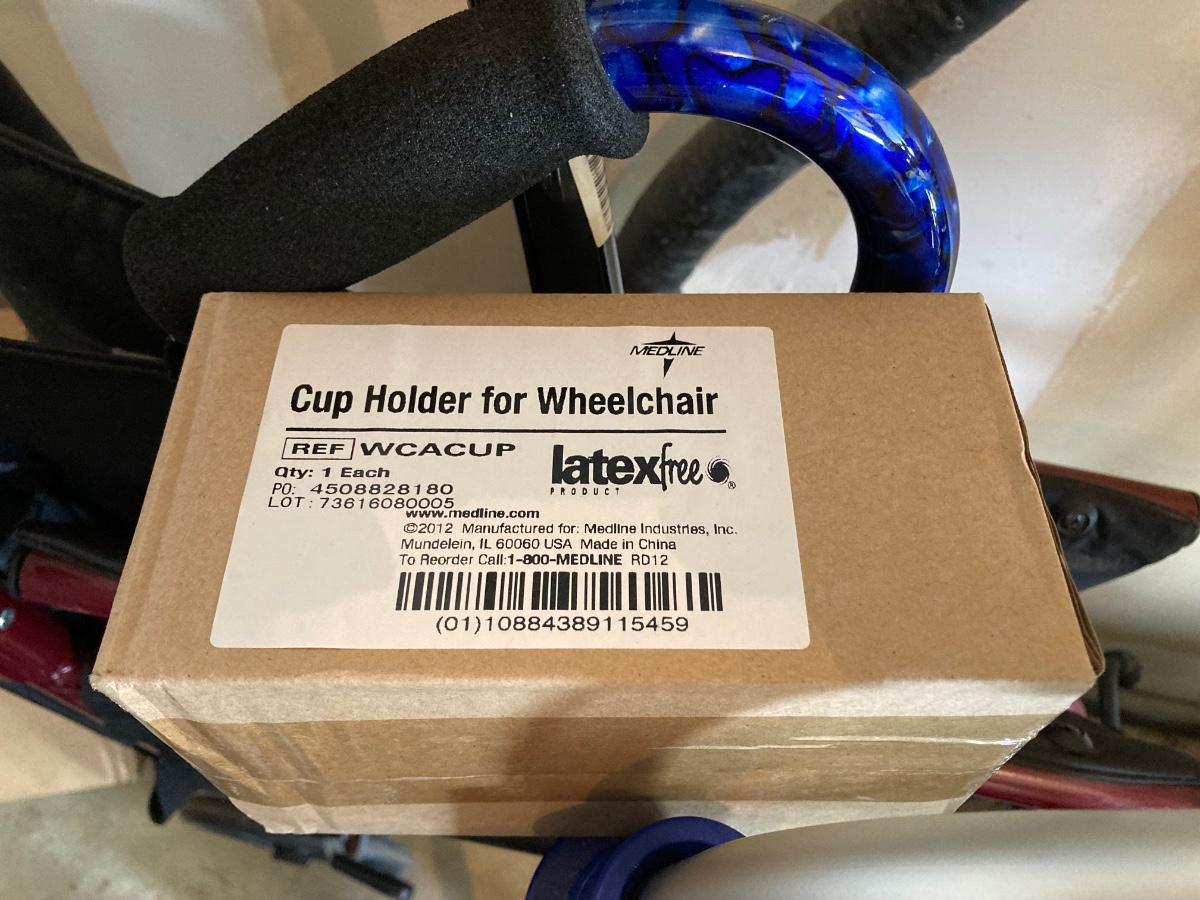 MEDLINE
Cup Holder for Wheelchair
REF WCACUP
latexfree ®
PRODUCT
Qty: 1 Each
PO: 4508828180
LOT: 73616080005
www.medline.com
©2012 Manufactured for: Medline Industries, Inc.
Mundelein, IL 60060 USA Made in China
To Reorder Call:1-800-MEDLINE RD12
(01)10884389115459